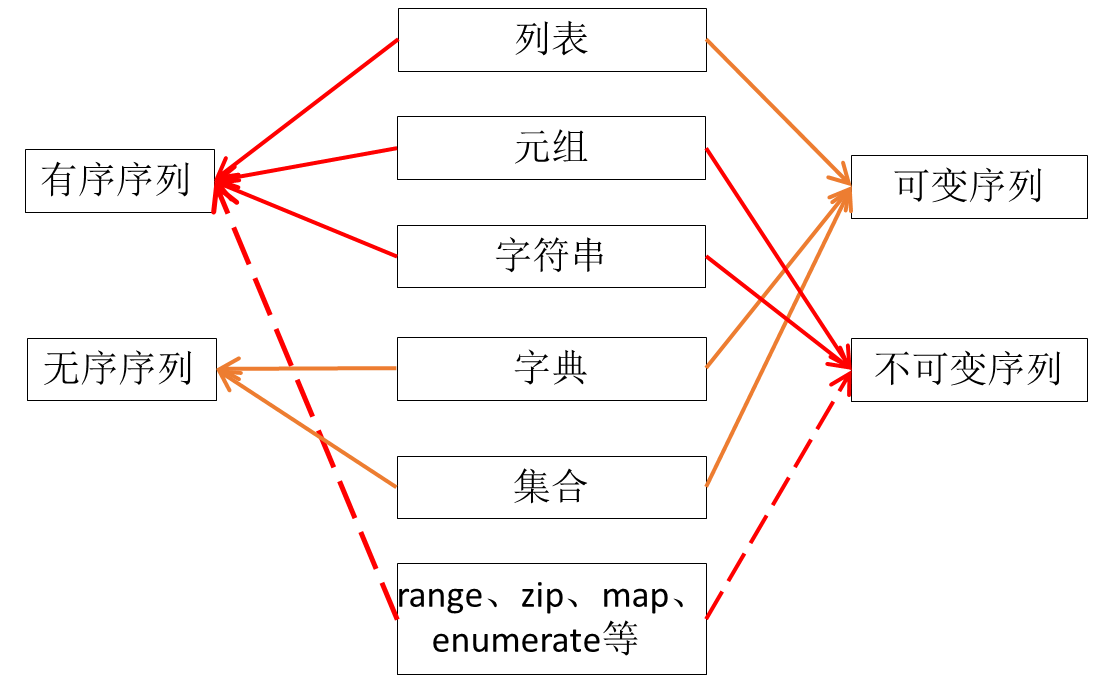 列表
元组
有序序列
可变序列
字符串
无序序列
字典
不可变序列
集合
range、zip、map、
enumerate等